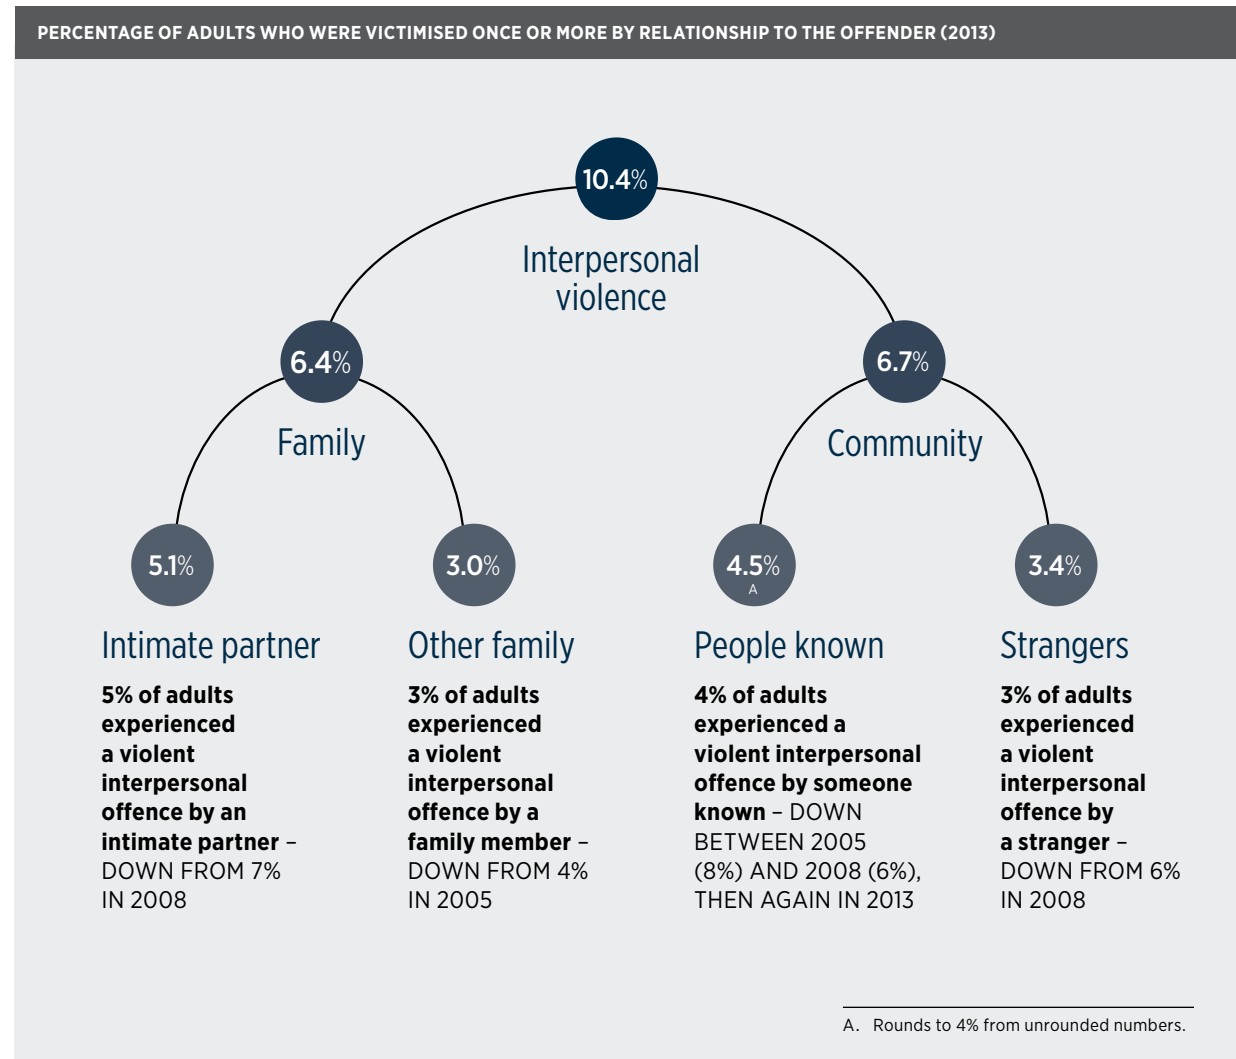 PERCENTAGE OF ADULTS WHO WERE VICTIMISED ONCE OR MORE BY RELATIONSHIP TO THE OFFENDER (2013)
10.4%
Interpersonal
violence
6.4%
Family
6.7%
Community
5.1%
Intimate partner
5% of adults
experienced
a violent
interpersonal
offence by an
intimate partner –
DOWN FROM 7%
IN 2008
3.0%
Other family
3% of adults
experienced
a violent
interpersonal
offence by a
family member –
DOWN FROM 4%
IN 2005
4.5%
A
People known
4% of adults
experienced a
violent interpersonal
offence by someone
known – DOWN
BETWEEN 2005
(8%) AND 2008 (6%),
THEN AGAIN IN 2013
3.4%
Strangers
3% of adults
experienced
a violent
interpersonal
offence by
a stranger –
DOWN FROM 6%
IN 2008
A. Rounds to 4% from unrounded numbers.